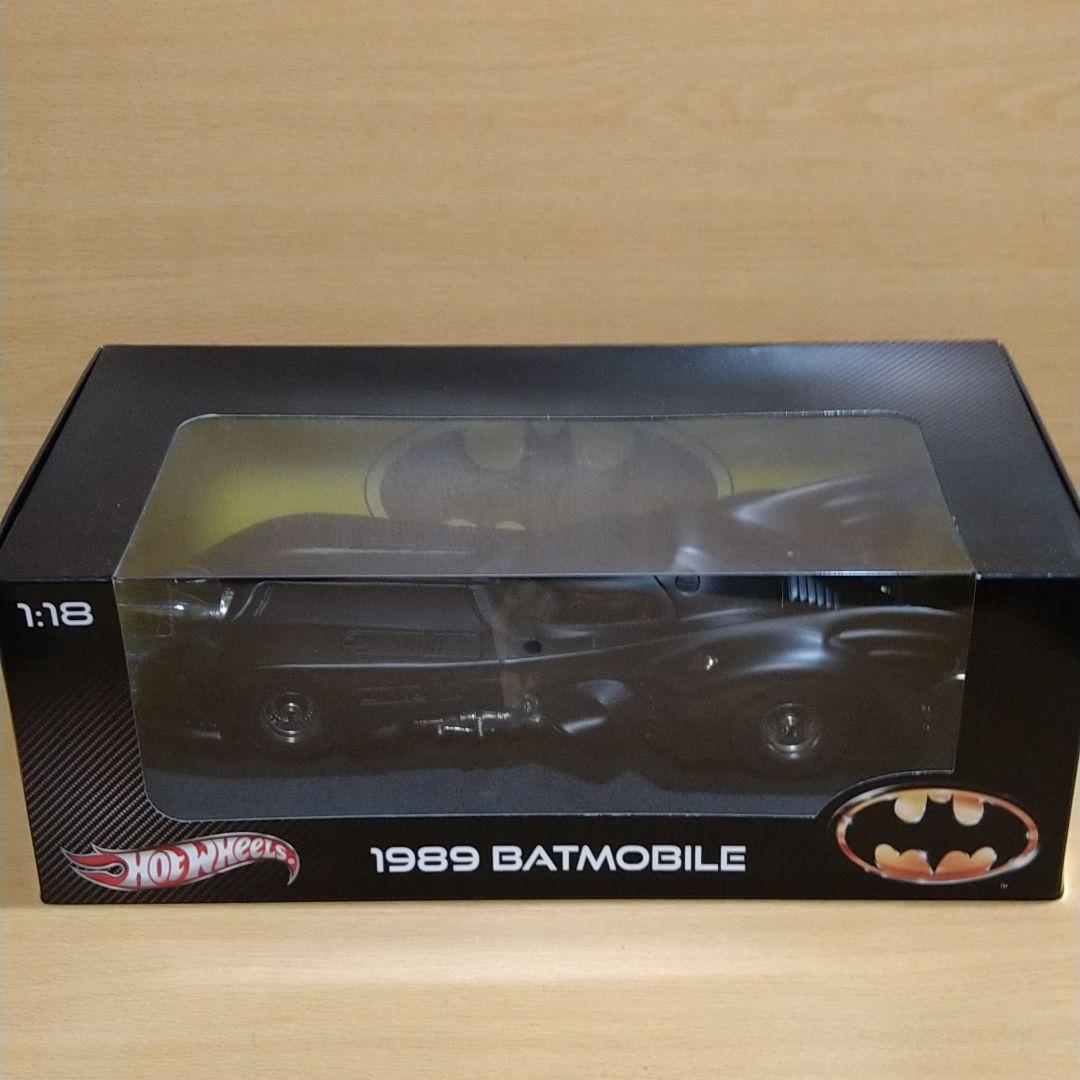 1:18
HOT WHEELS
1989 BATMOBILE
TM